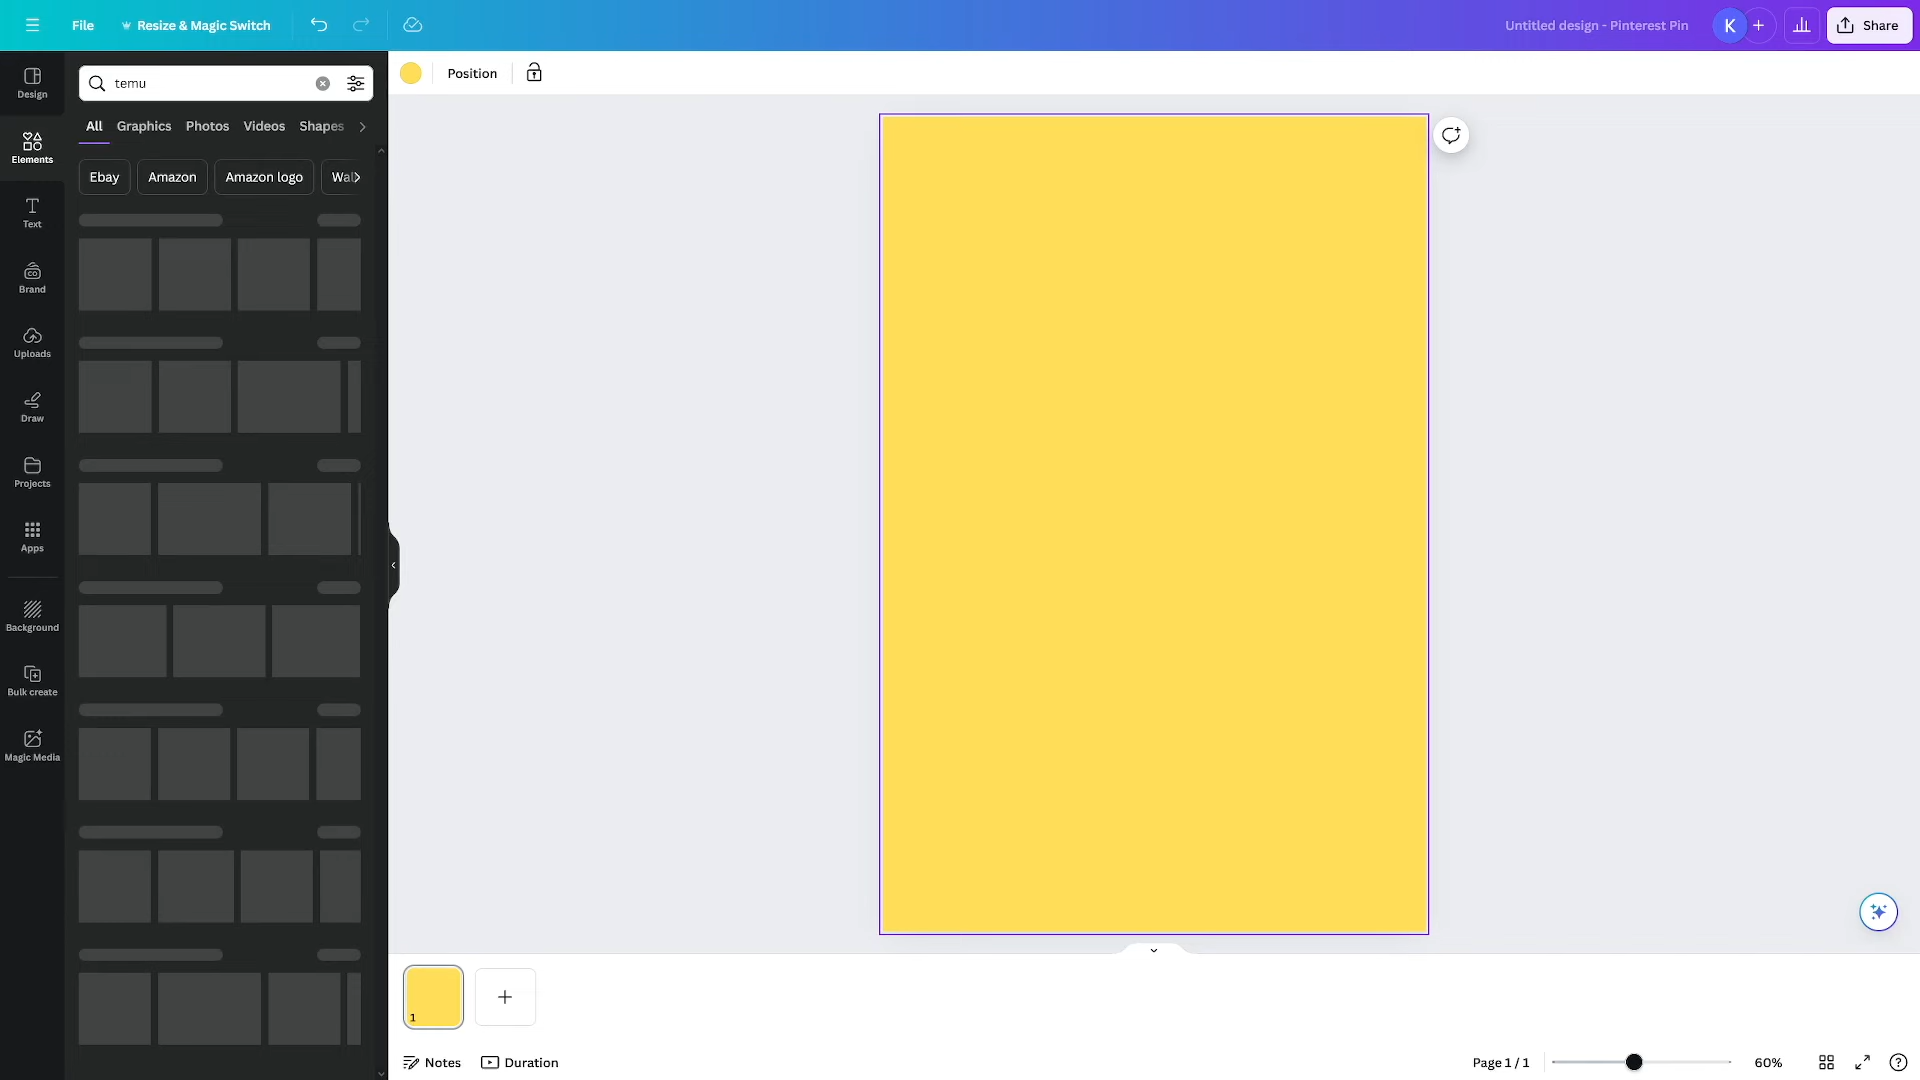 File
Resize & Magic Switch
Untitled design - Pinterest Pin
K
Share
Design
Elements
Text
Brand
Uploads
Draw
Projects
Apps
Background
Bulk create
Magic Media
temu
All
Graphics
Photos
Videos
Shapes
Ebay
Amazon
Amazon logo
Wal
Position
1
Notes
Duration
Page 1 / 1
60%